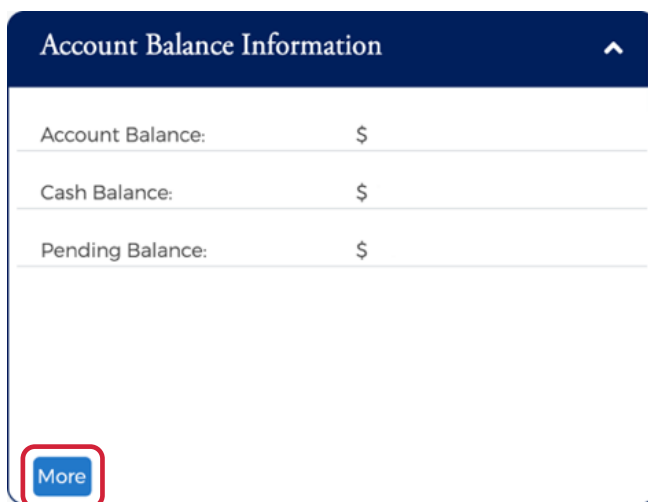 Account Balance Information
Account Balance: $
Cash Balance: $
Pending Balance: $
More